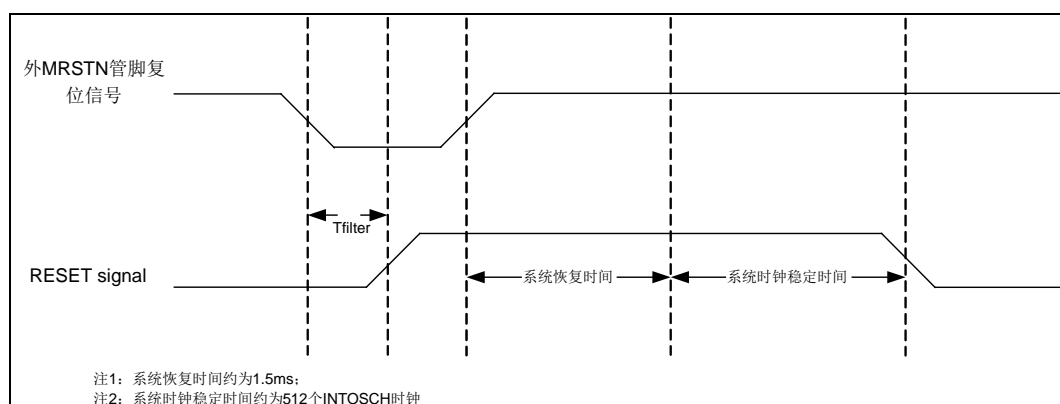 外MRSTN管脚复
位信号
Tfilter
RESET signal
系统恢复时间
系统时钟稳定时间
注1：系统恢复时间约为1.5ms；
注2：系统时钟稳定时间约为512个INTOSCH时钟